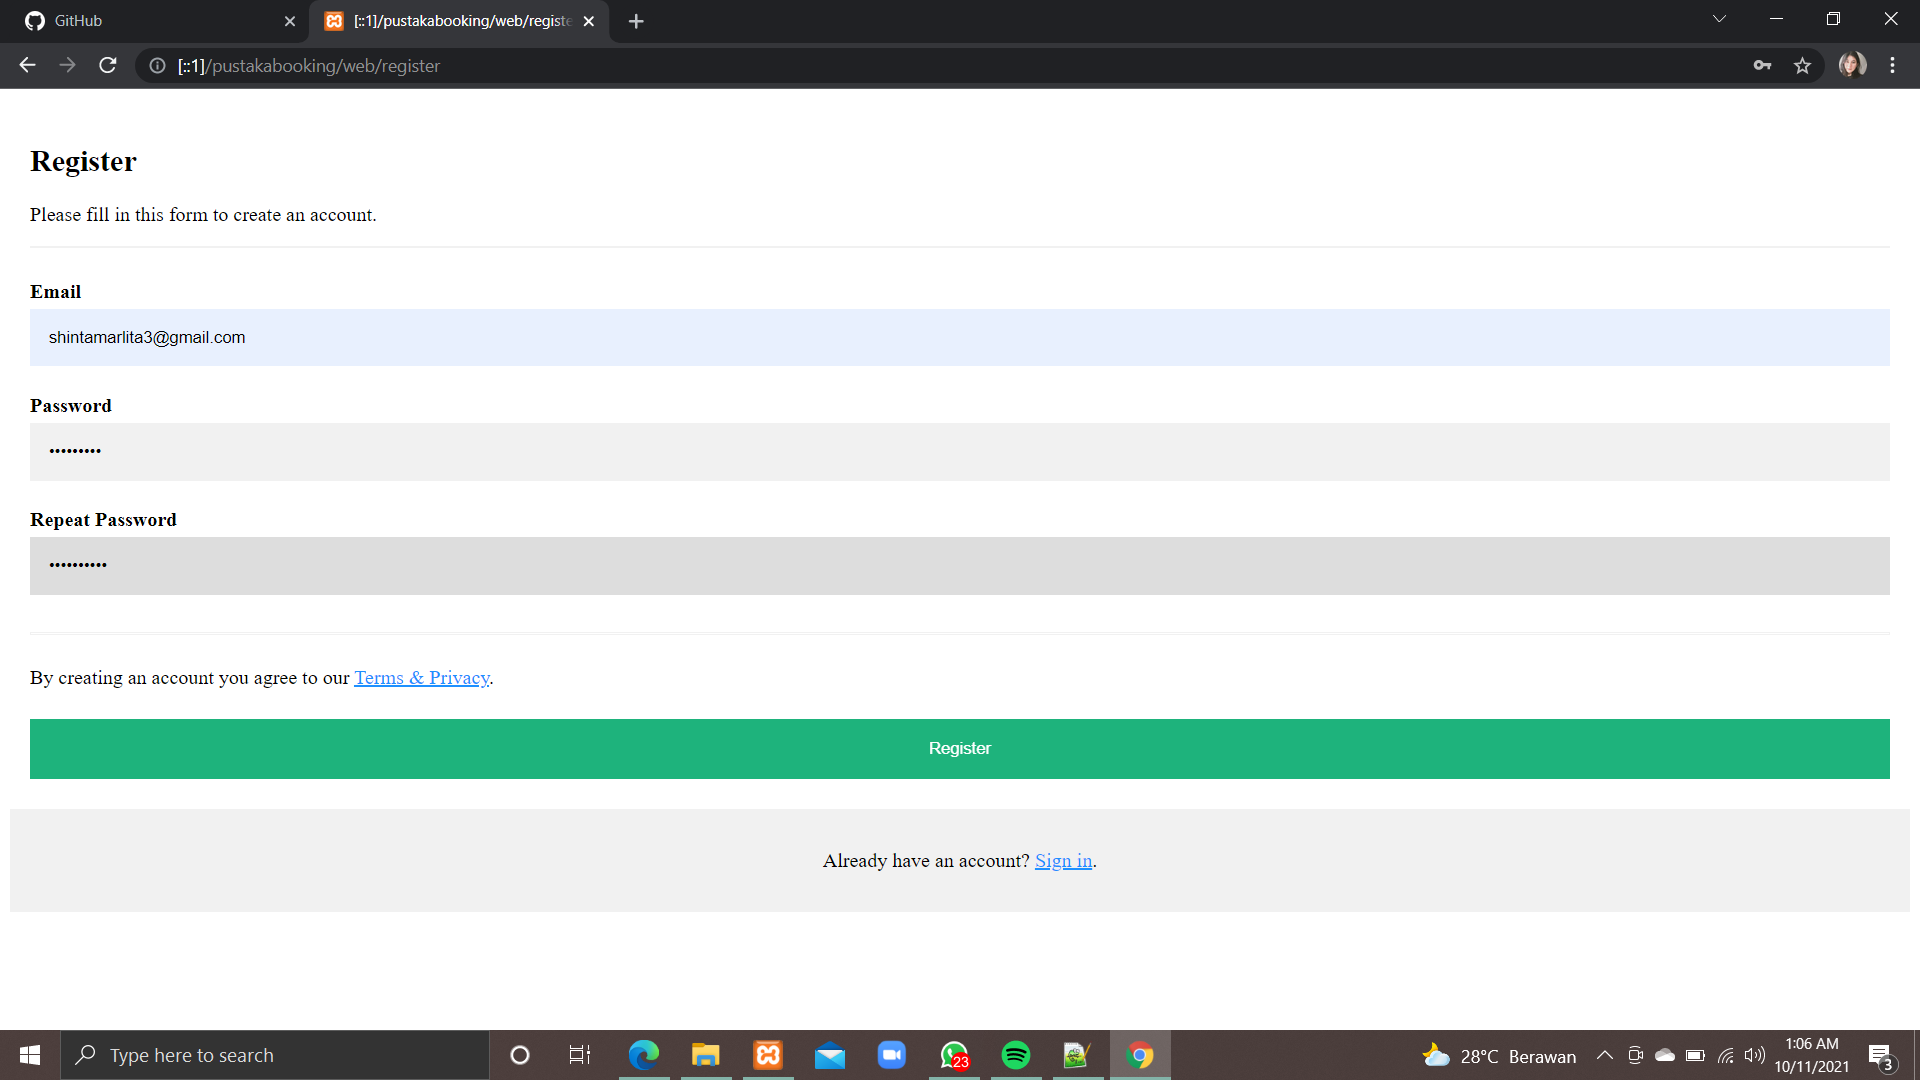 GitHub
[::1]/pustakabooking/web/registe
[::1]/pustakabooking/web/register
Register
Please fill in this form to create an account.
Email
shintamarlita3@gmail.com
Password
•••••••••
Repeat Password
••••••••••
By creating an account you agree to our Terms & Privacy.
Register
Already have an account? Sign in.
Type here to search
23
28°C Berawan
1:06 AM
10/11/2021
3